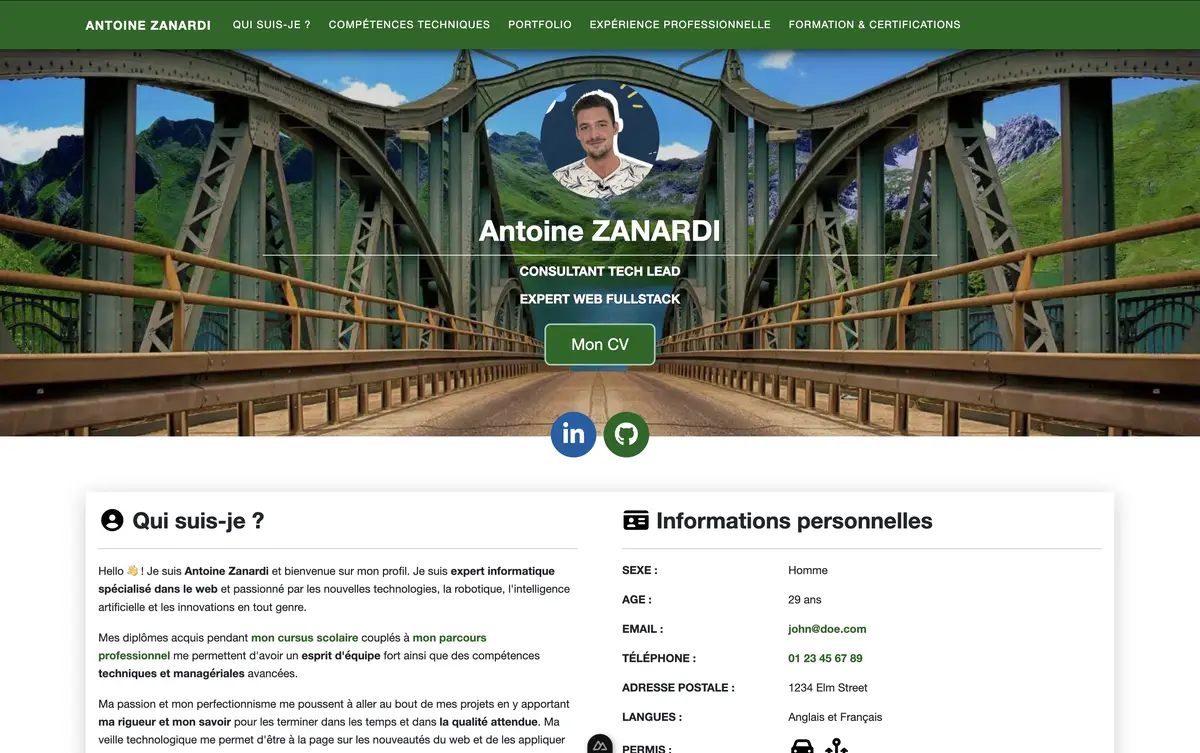 ANTOINE ZANARDI QUI SUIS-JE ? COMPÉTENCES TECHNIQUES PORTFOLIO EXPÉRIENCE PROFESSIONNELLE FORMATION & CERTIFICATIONS
Antoine ZANARDI
CONSULTANT TECH LEAD
EXPERT WEB FULLSTACK
Mon CV
in
Qui suis-je ?
Hello 👋 ! Je suis Antoine Zanardi et bienvenue sur mon profil. Je suis expert informatique
spécialisé dans le web et passionné par les nouvelles technologies, la robotique, l'intelligence
artificielle et les innovations en tout genre.
Mes diplômes acquis pendant mon cursus scolaire couplés à mon parcours
professionnel me permettent d'avoir un esprit d'équipe fort ainsi que des compétences
techniques et managériales avancées.
Ma passion et mon perfectionnisme me poussent à aller au bout de mes projets en y apportant
ma rigueur et mon savoir pour les terminer dans les temps et dans la qualité attendue. Ma
veille technologique me permet d'être à la page sur les nouveautés du web et de les appliquer
Informations personnelles
SEXE : Homme
AGE : 29 ans
EMAIL : john@doe.com
TÉLÉPHONE : 01 23 45 67 89
ADRESSE POSTALE : 1234 Elm Street
LANGUES : Anglais et Français
PERMIS :